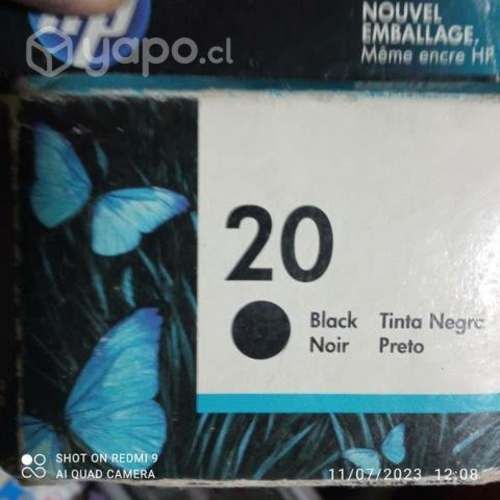 hp
yapo.cl
NOUVEL
EMBALLAGE,
Même encre HP
20
Black Tinta Negra
Noir Preto
SHOT ON REDMI 9
AI QUAD CAMERA
11/07/2023 12:08